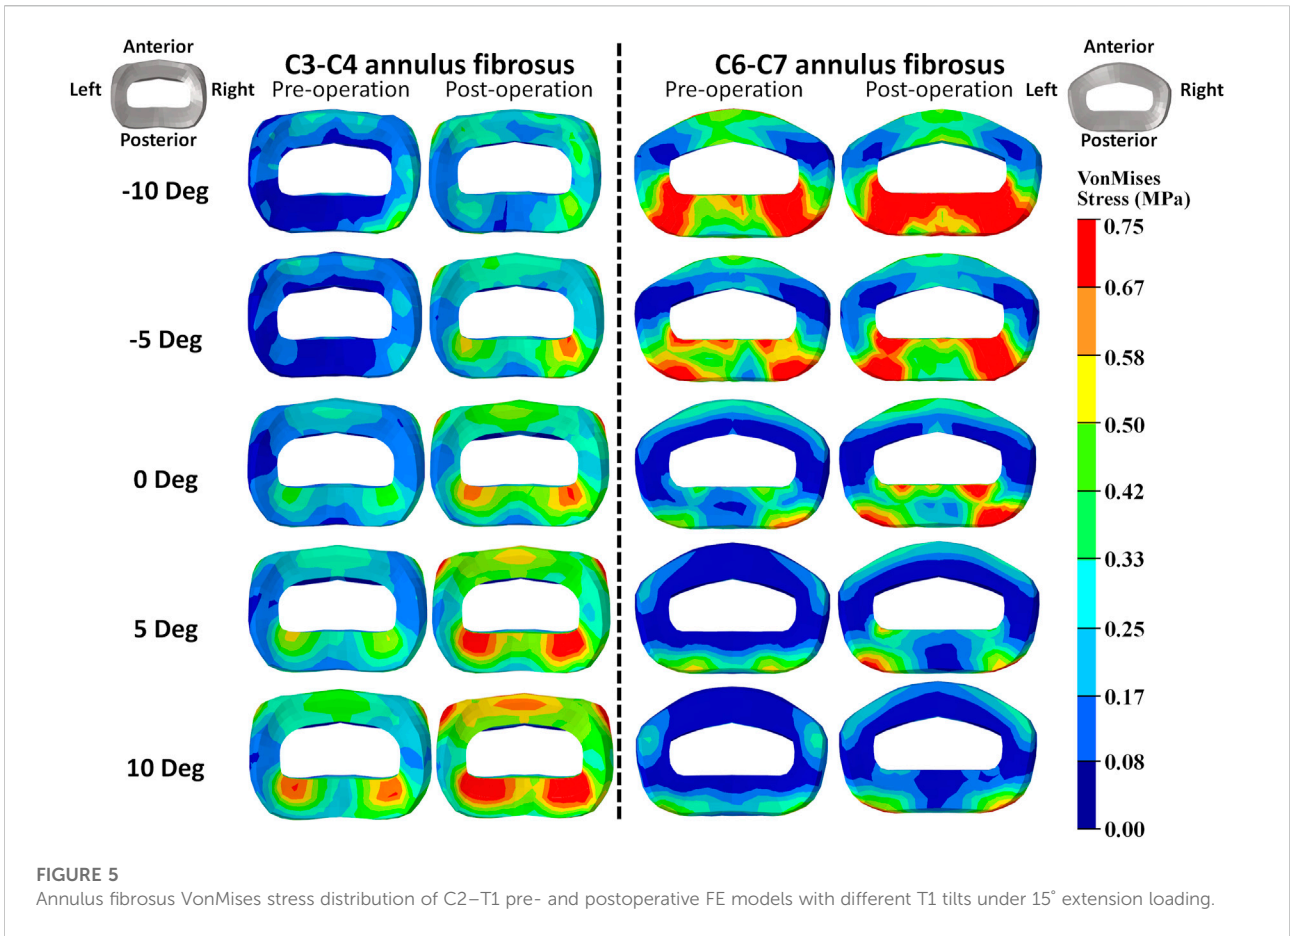 Anterior
Left
Right
Posterior
C3-C4 annulus fibrosus
Pre-operation Post-operation
C6-C7 annulus fibrosus
Pre-operation Post-operation
Anterior
Left
Right
Posterior
-10 Deg
-5 Deg
0 Deg
5 Deg
10 Deg
VonMises
Stress (MPa)
0.75
0.67
0.58
0.50
0.42
0.33
0.25
0.17
0.08
0.00
FIGURE 5
Annulus fibrosus VonMises stress distribution of C2–T1 pre- and postoperative FE models with different T1 tilts under 15° extension loading.